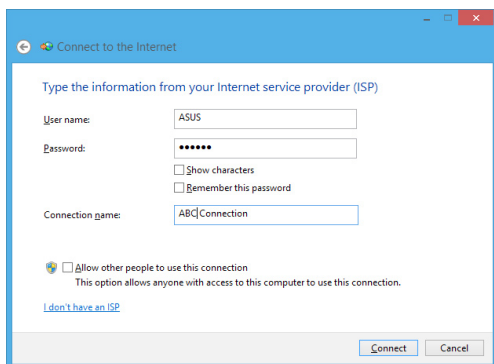 Connect to the Internet
Type the information from your Internet service provider (ISP)
User name: ASUS
Password: ••••••
Show characters
Remember this password
Connection name: ABC Connection
Allow other people to use this connection
This option allows anyone with access to this computer to use this connection.
I don't have an ISP
Connect Cancel